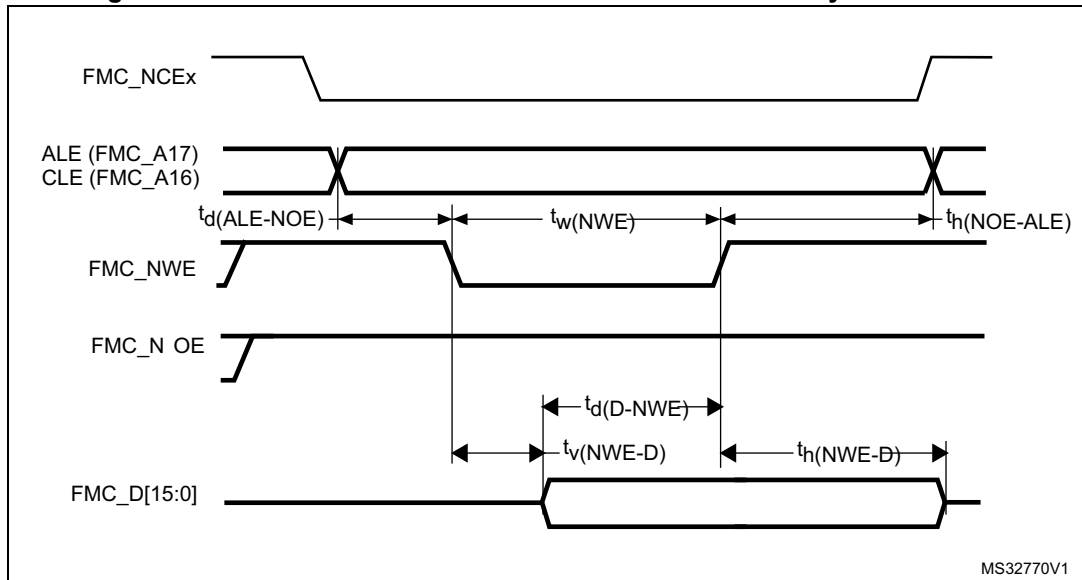 FMC_NCEx
ALE (FMC_A17)
CLE (FMC_A16)
td(ALE-NOE) tw(NWE) th(NOE-ALE)
FMC_NWE
FMC_N OE
td(D-NWE)
tv(NWE-D) th(NWE-D)
FMC_D[15:0]
MS32770V1